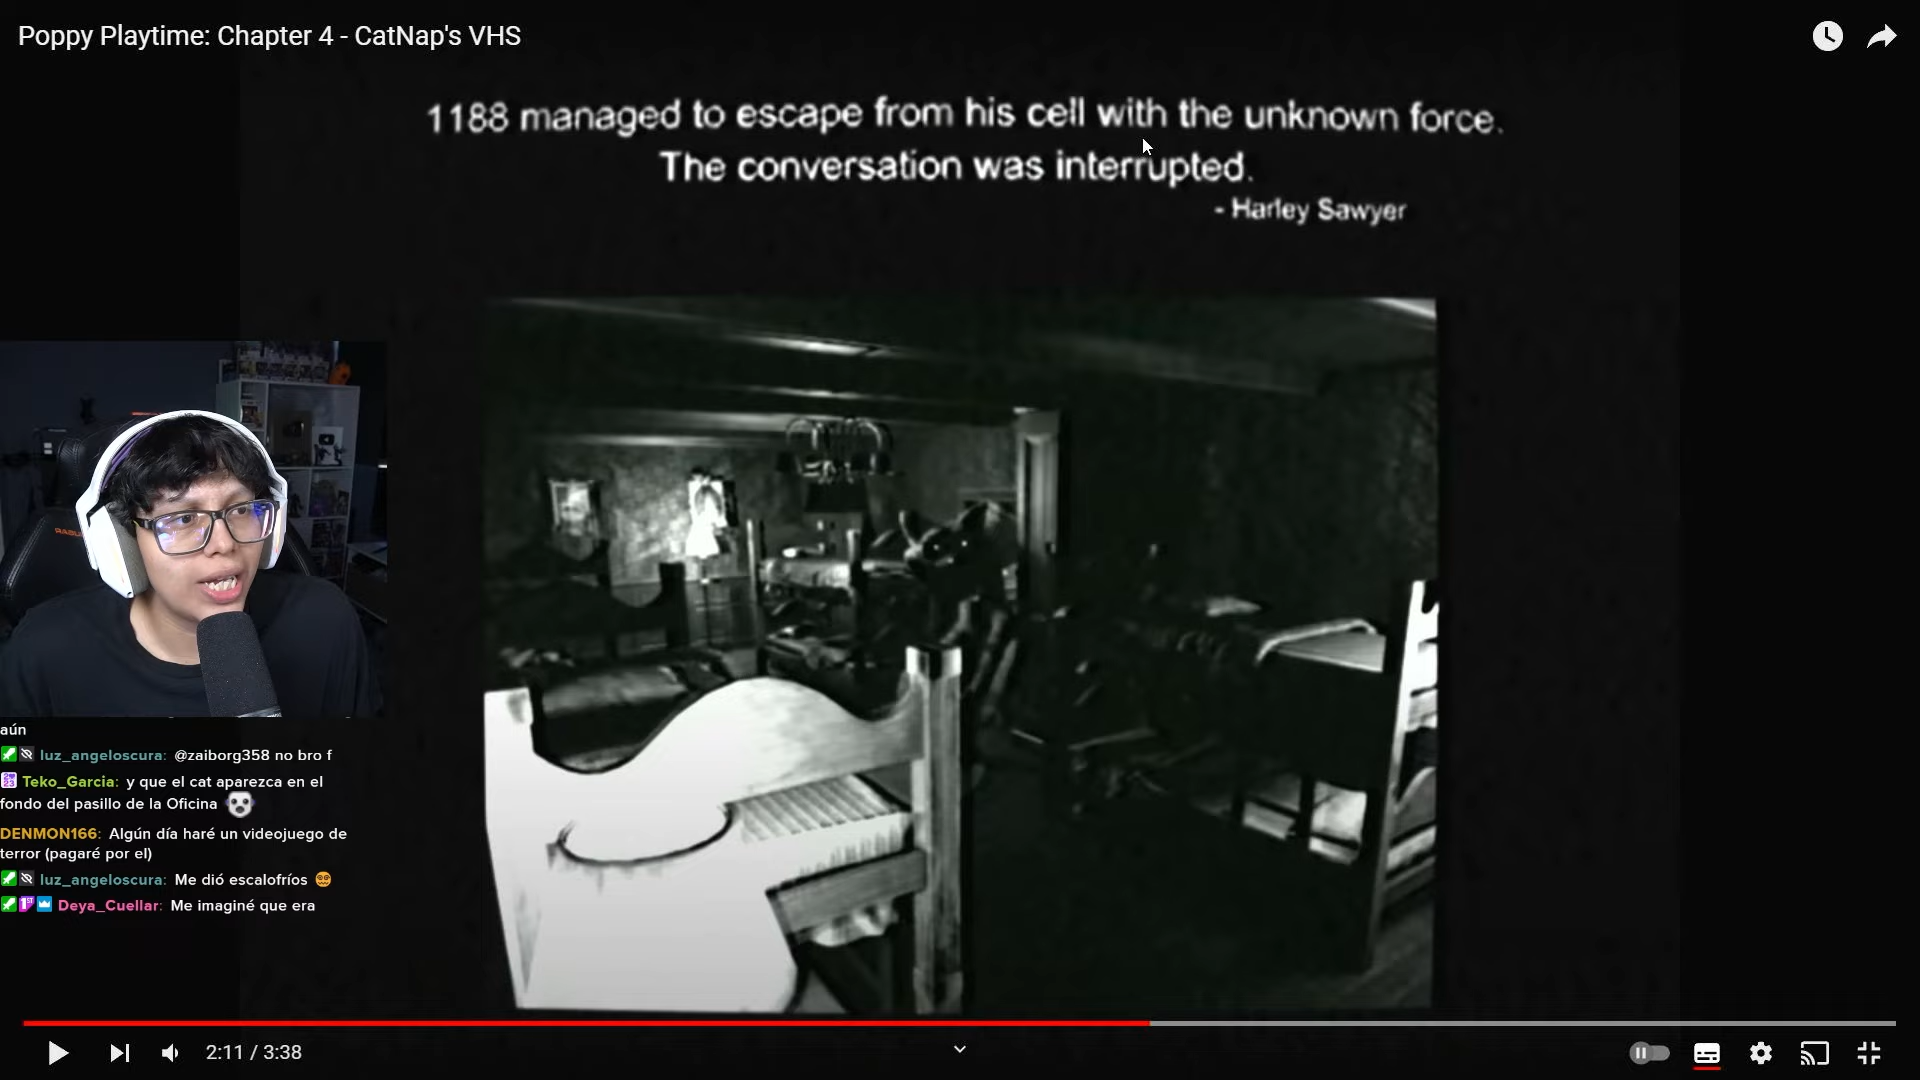 Poppy Playtime: Chapter 4 - CatNap's VHS
1188 managed to escape from his cell with the unknown force.
The conversation was interrupted.
- Harley Sawyer
aún
luz_angeloscura: @zaiborg358 no bro f
Teko_Garcia: y que el cat aparezca en el
fondo del pasillo de la Oficina
DENMON166: Algún día haré un videojuego de
terror (pagaré por el)
luz_angeloscura: Me dió escalofríos
Deya_Cuellar: Me imaginé que era
2:11 / 3:38